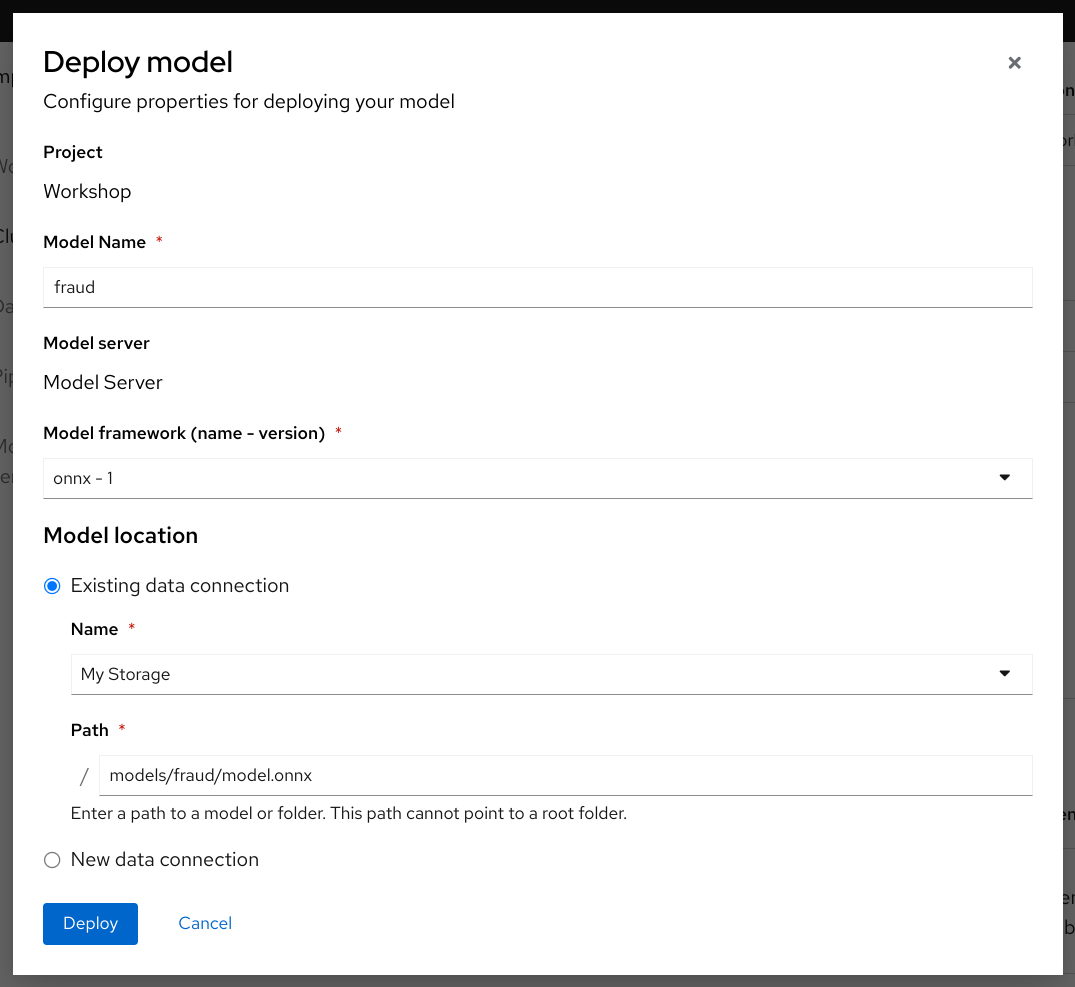 Deploy model
Configure properties for deploying your model
Project
Workshop
Model Name *
fraud
Model server
Model Server
Model framework (name - version) *
onnx - 1
Model location
Existing data connection
Name *
My Storage
Path *
/ models/fraud/model.onnx
Enter a path to a model or folder. This path cannot point to a root folder.
New data connection
Deploy Cancel